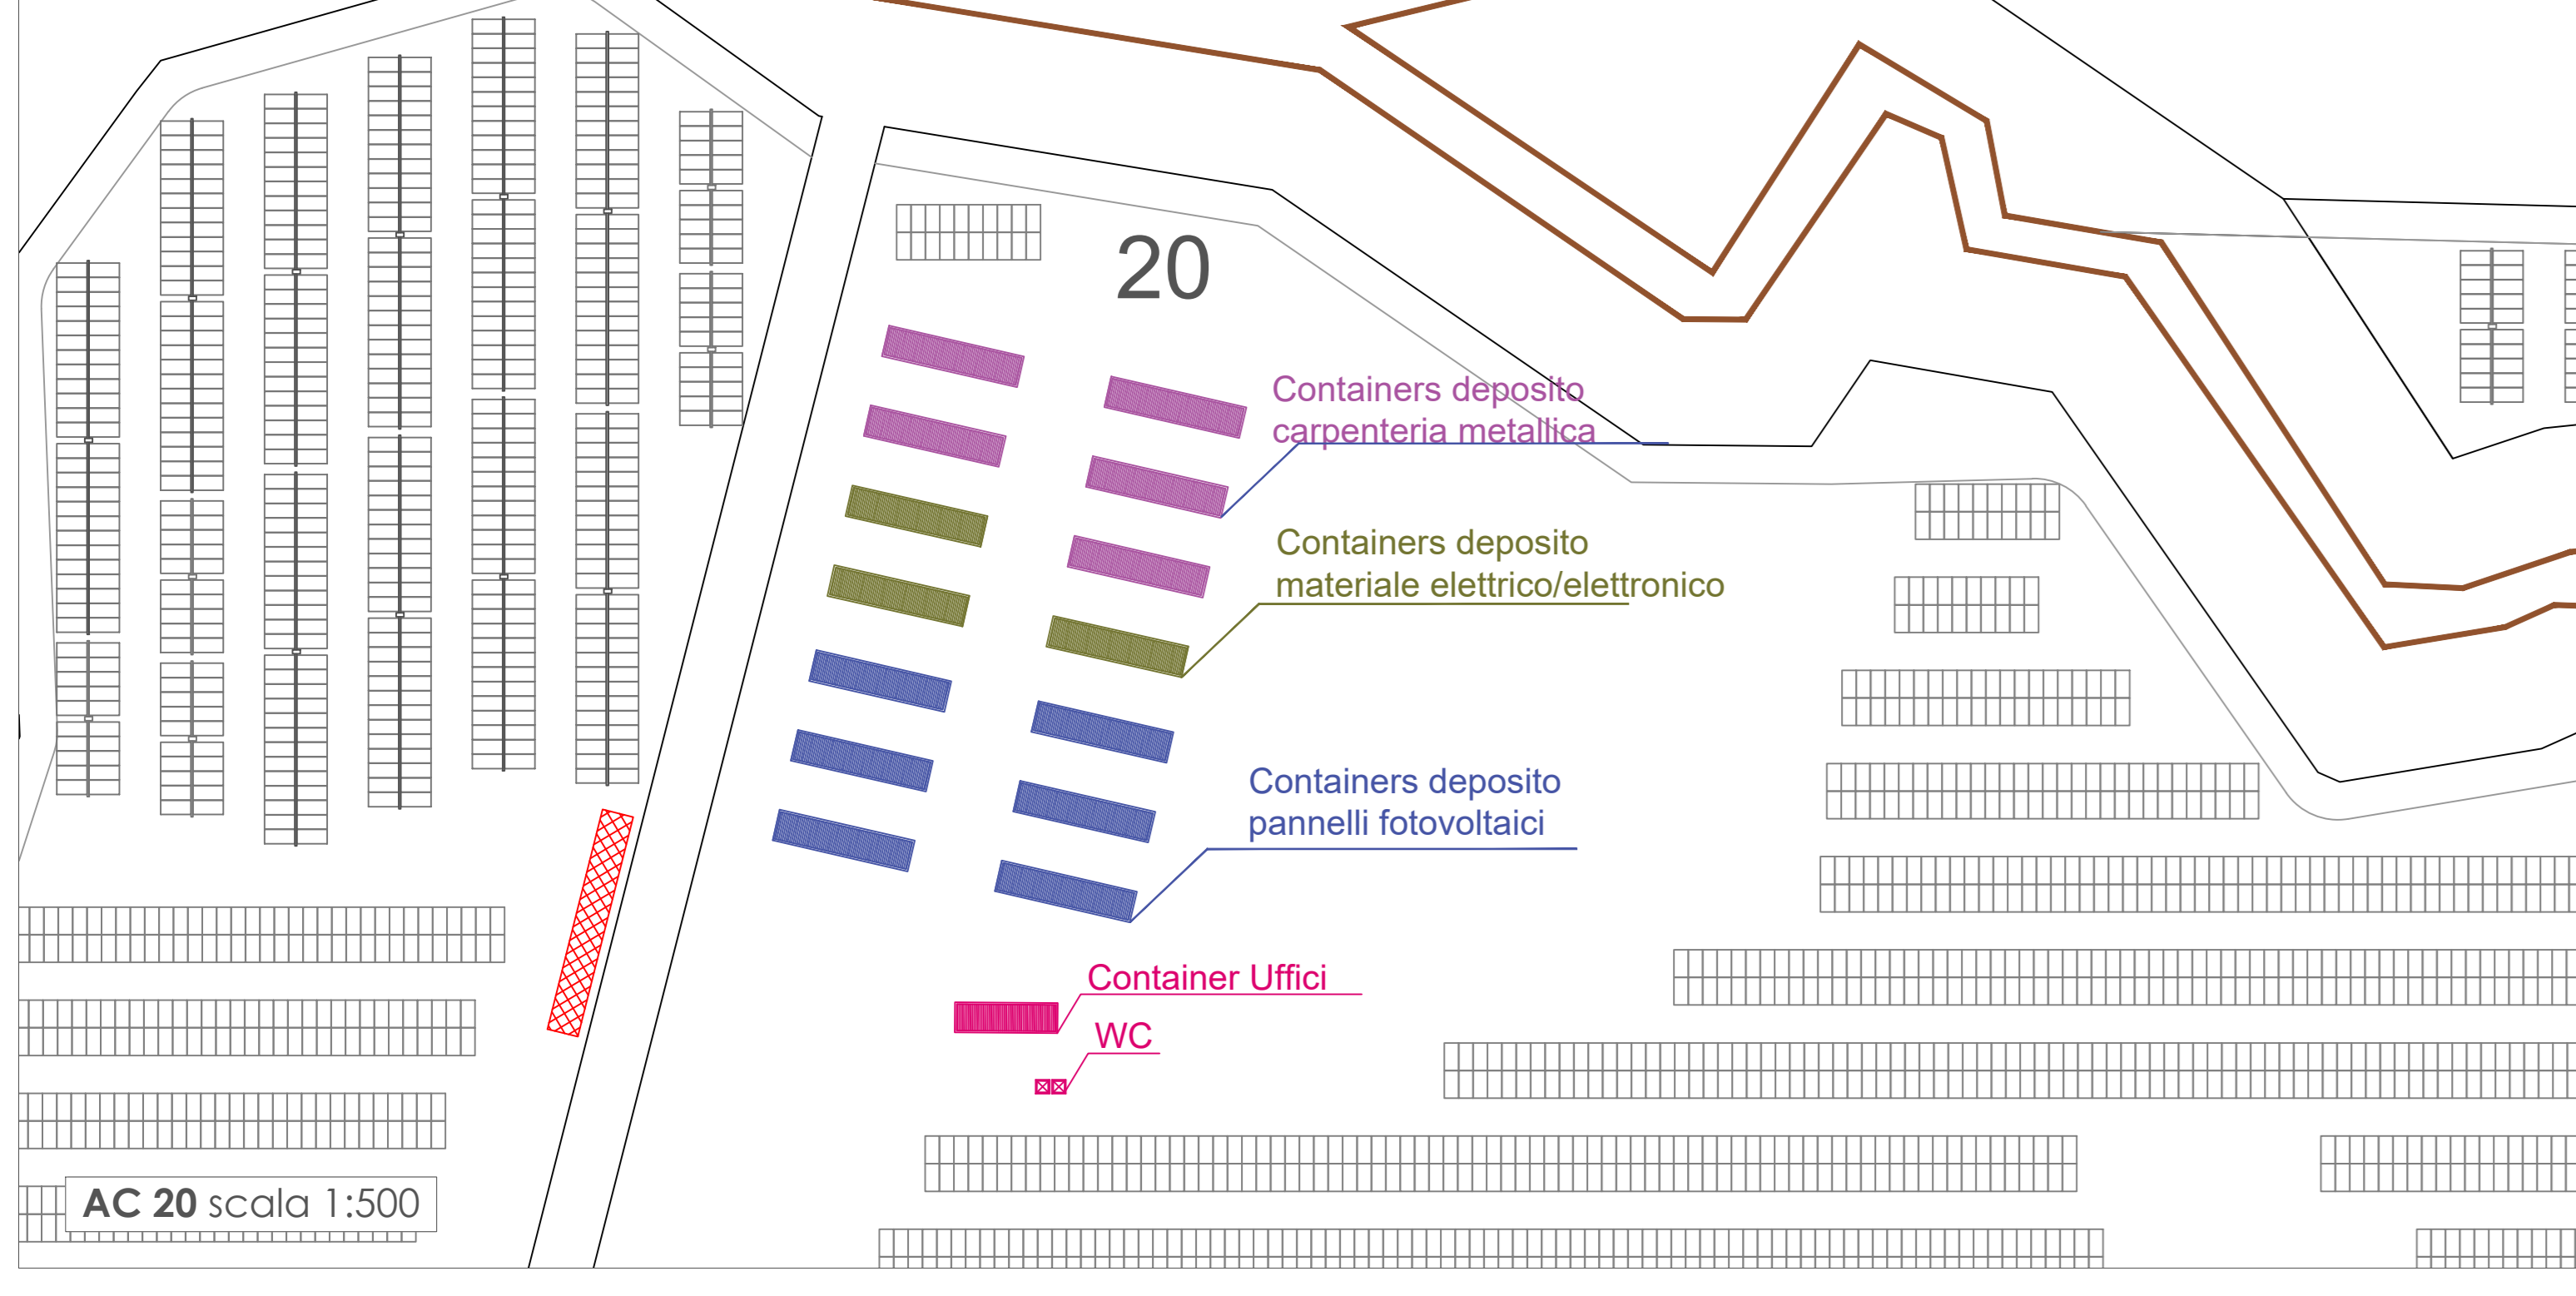 20
Containers deposito
carpenteria metallica
Containers deposito
materiale elettrico/elettronico
Containers deposito
pannelli fotovoltaici
Container Uffici
WC
AC 20 scala 1:500